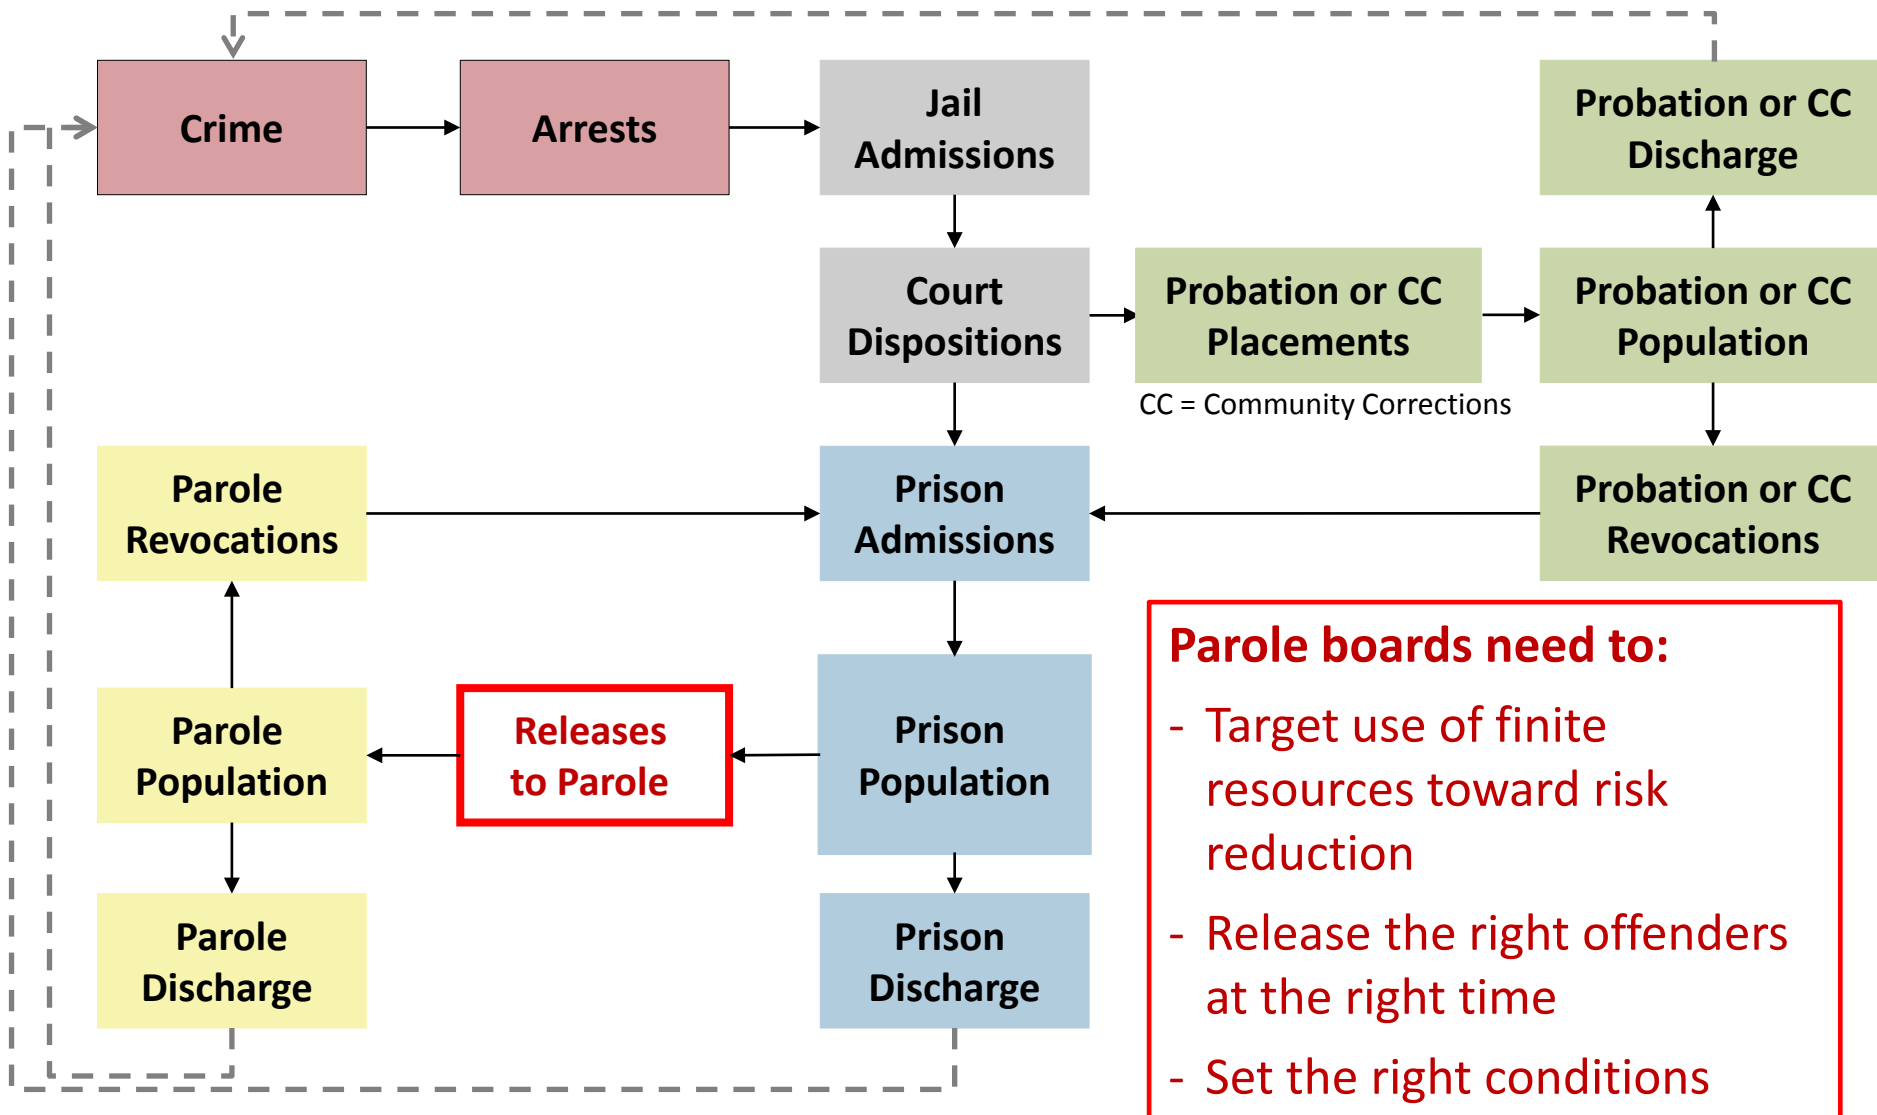 Crime
Arrests
Jail
Admissions
Probation or CC
Discharge
Court
Dispositions
Probation or CC
Placements
Probation or CC
Population
CC = Community Corrections
Parole
Revocations
Prison
Admissions
Probation or CC
Revocations
Parole
Population
Releases
to Parole
Prison
Population
Parole
Discharge
Prison
Discharge
Parole boards need to:
- Target use of finite
resources toward risk
reduction
- Release the right offenders
at the right time
- Set the right conditions